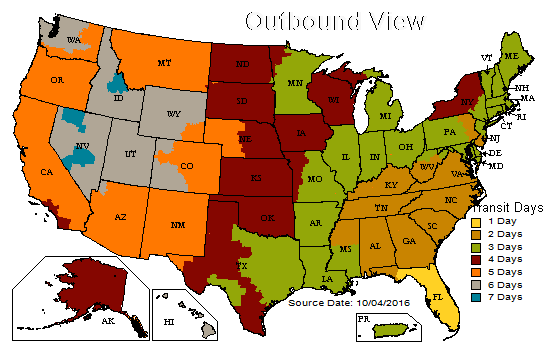 Outbound View
WA
MT
ND
MN
VT
ME
OR
ID
SD
WI
MI
NY
NH
MA
RI
CT
WY
NV
UT
CO
NE
IA
IL
IN
OH
PA
NJ
DE
MD
CA
KS
MO
KY
WV
VA
AZ
NM
OK
AR
TN
NC
SC
TX
LA
MS
AL
GA
FL
AK
HI
PR
Transit Days
1 Day
2 Days
3 Days
4 Days
5 Days
6 Days
7 Days
Source Date: 10/04/2016